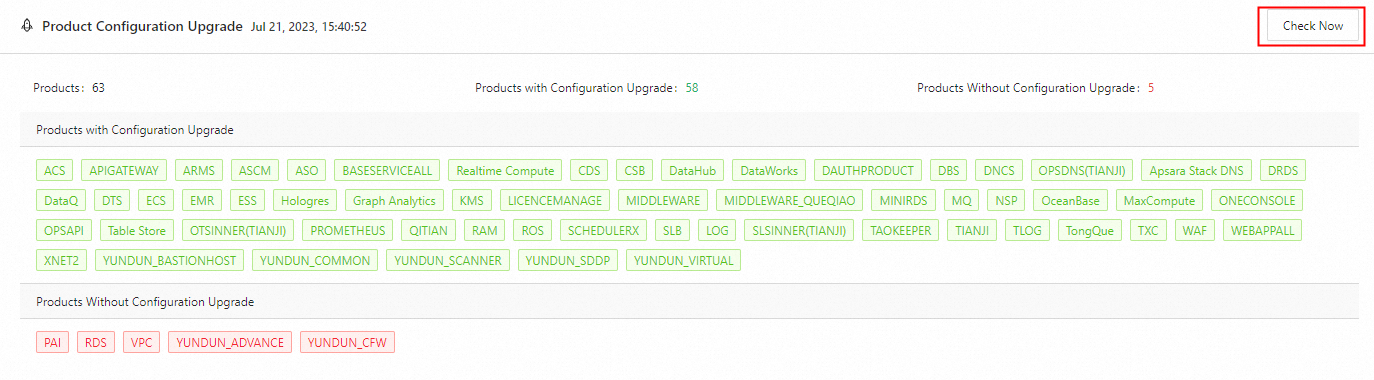 Product Configuration Upgrade Jul 21, 2023, 15:40:52 Check Now
Products: 63 Products with Configuration Upgrade: 58 Products Without Configuration Upgrade: 5
Products with Configuration Upgrade
ACS APIGATEWAY ARMS ASCM ASO BASESERVICEALL Realtime Compute CDS CSB DataHub DataWorks DAUTHPRODUCT DBS DNCS OPSDNS(TIANJI) Apsara Stack DNS DRDS
DataQ DTS ECS EMR ESS Hologres Graph Analytics KMS LICENCEMANAGE MIDDLEWARE MIDDLEWARE_QUEQIAO MINIRDS MQ NSP OceanBase MaxCompute ONECONSOLE
OPSAPI Table Store OTSINNER(TIANJI) PROMETHEUS QITIAN RAM ROS SCHEDULERX SLB LOG SLSINNER(TIANJI) TAOKEEPER TIANJI TLOG TongQue TXC WAF WEBAPPALL
XNET2 YUNDUN_BASTIONHOST YUNDUN_COMMON YUNDUN_SCANNER YUNDUN_SDDP YUNDUN_VIRTUAL
Products Without Configuration Upgrade
PAI RDS VPC YUNDUN_ADVANCE YUNDUN_CFW